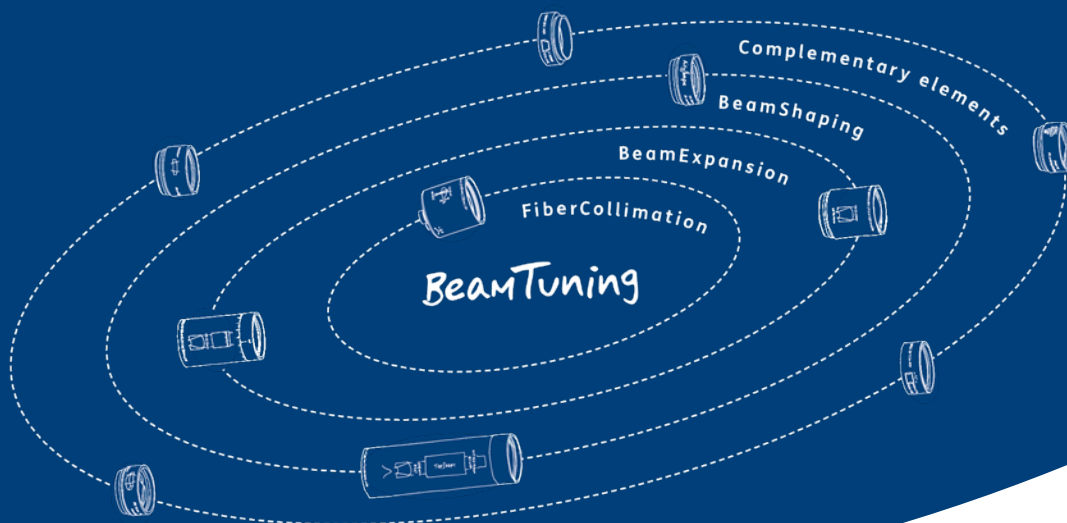 Complementary elements
BeamShaping
BeamExpansion
FiberCollimation
BeamTuning